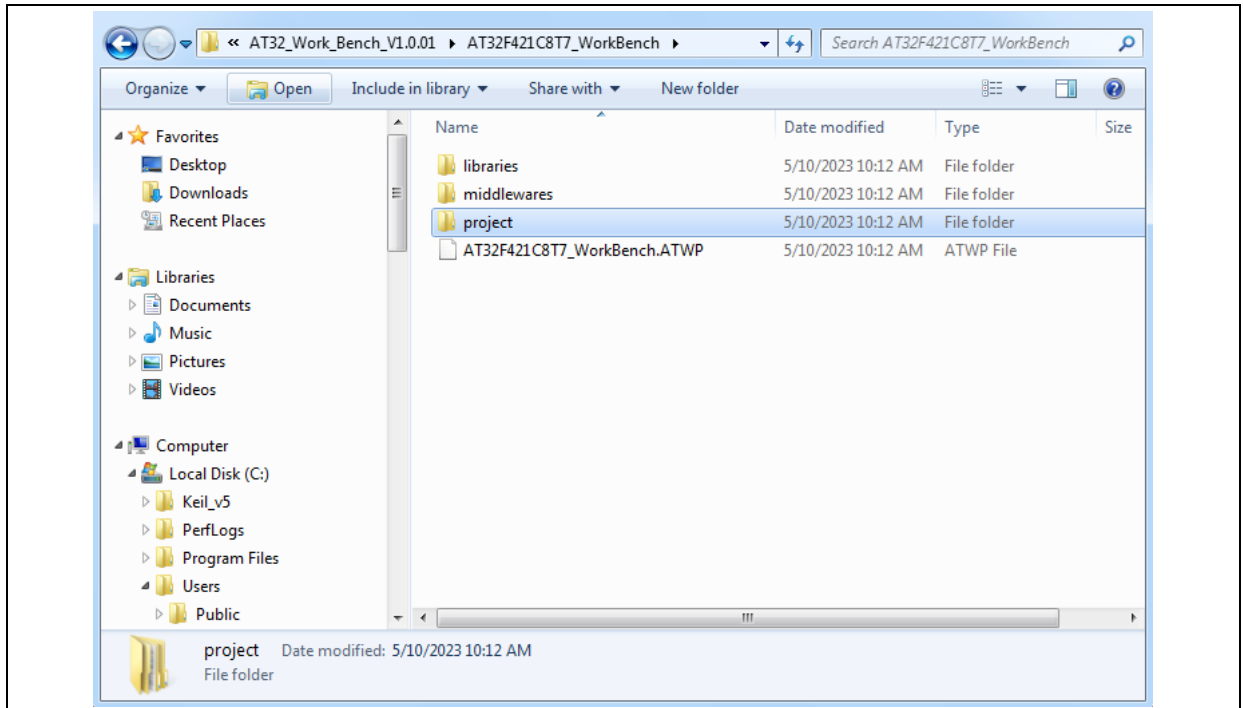 « AT32_Work_Bench_V1.0.01 ▸ AT32F421C8T7_WorkBench ▸
Search AT32F421C8T7_WorkBench
Organize Open Include in library Share with New folder
Favorites
Desktop
Downloads
Recent Places
Libraries
Documents
Music
Pictures
Videos
Computer
Local Disk (C:)
Keil_v5
PerfLogs
Program Files
Users
Public
Name Date modified Type Size
libraries 5/10/2023 10:12 AM File folder
middlewares 5/10/2023 10:12 AM File folder
project 5/10/2023 10:12 AM File folder
AT32F421C8T7_WorkBench.ATWP 5/10/2023 10:12 AM ATWP File
project Date modified: 5/10/2023 10:12 AM
File folder